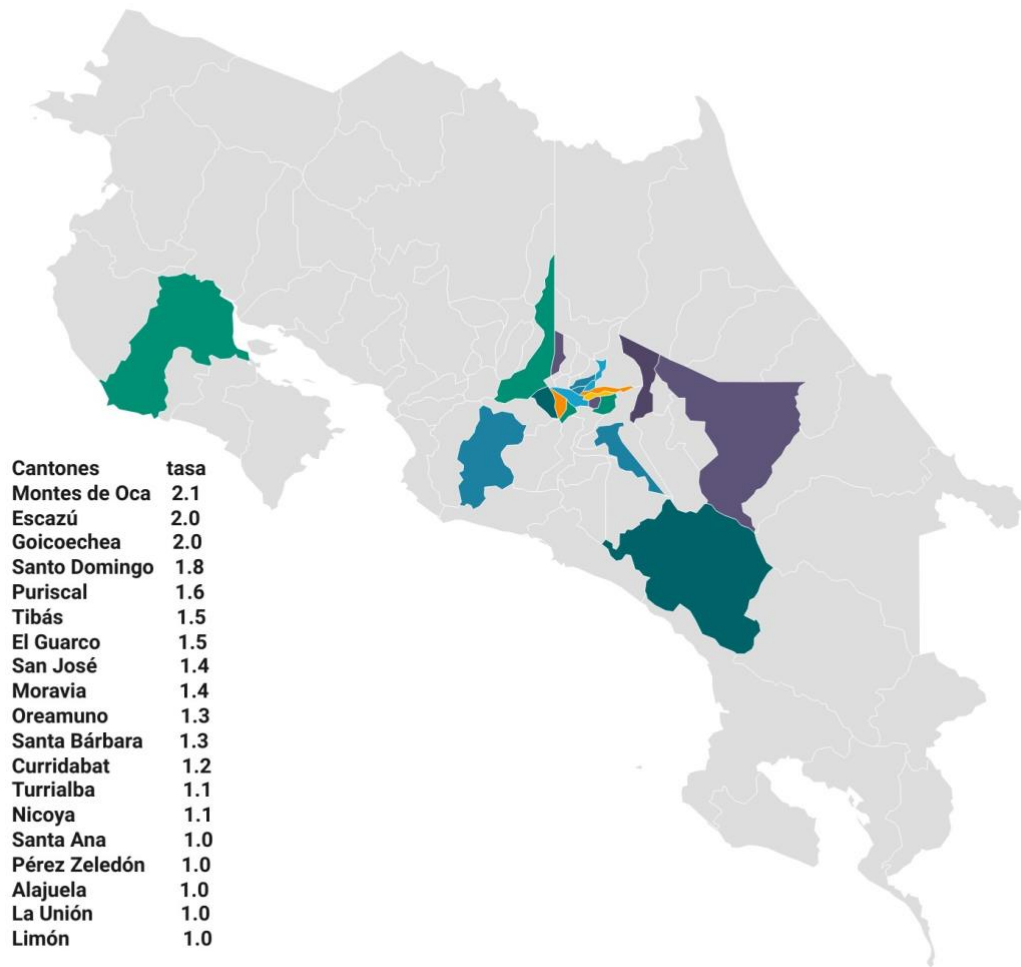 Cantones tasa
Montes de Oca 2.1
Escazú 2.0
Goicoechea 2.0
Santo Domingo 1.8
Puriscal 1.6
Tibás 1.5
El Guarco 1.5
San José 1.4
Moravia 1.4
Oreamuno 1.3
Santa Bárbara 1.3
Curridabat 1.2
Turrialba 1.1
Nicoya 1.1
Santa Ana 1.0
Pérez Zeledón 1.0
Alajuela 1.0
La Unión 1.0
Limón 1.0